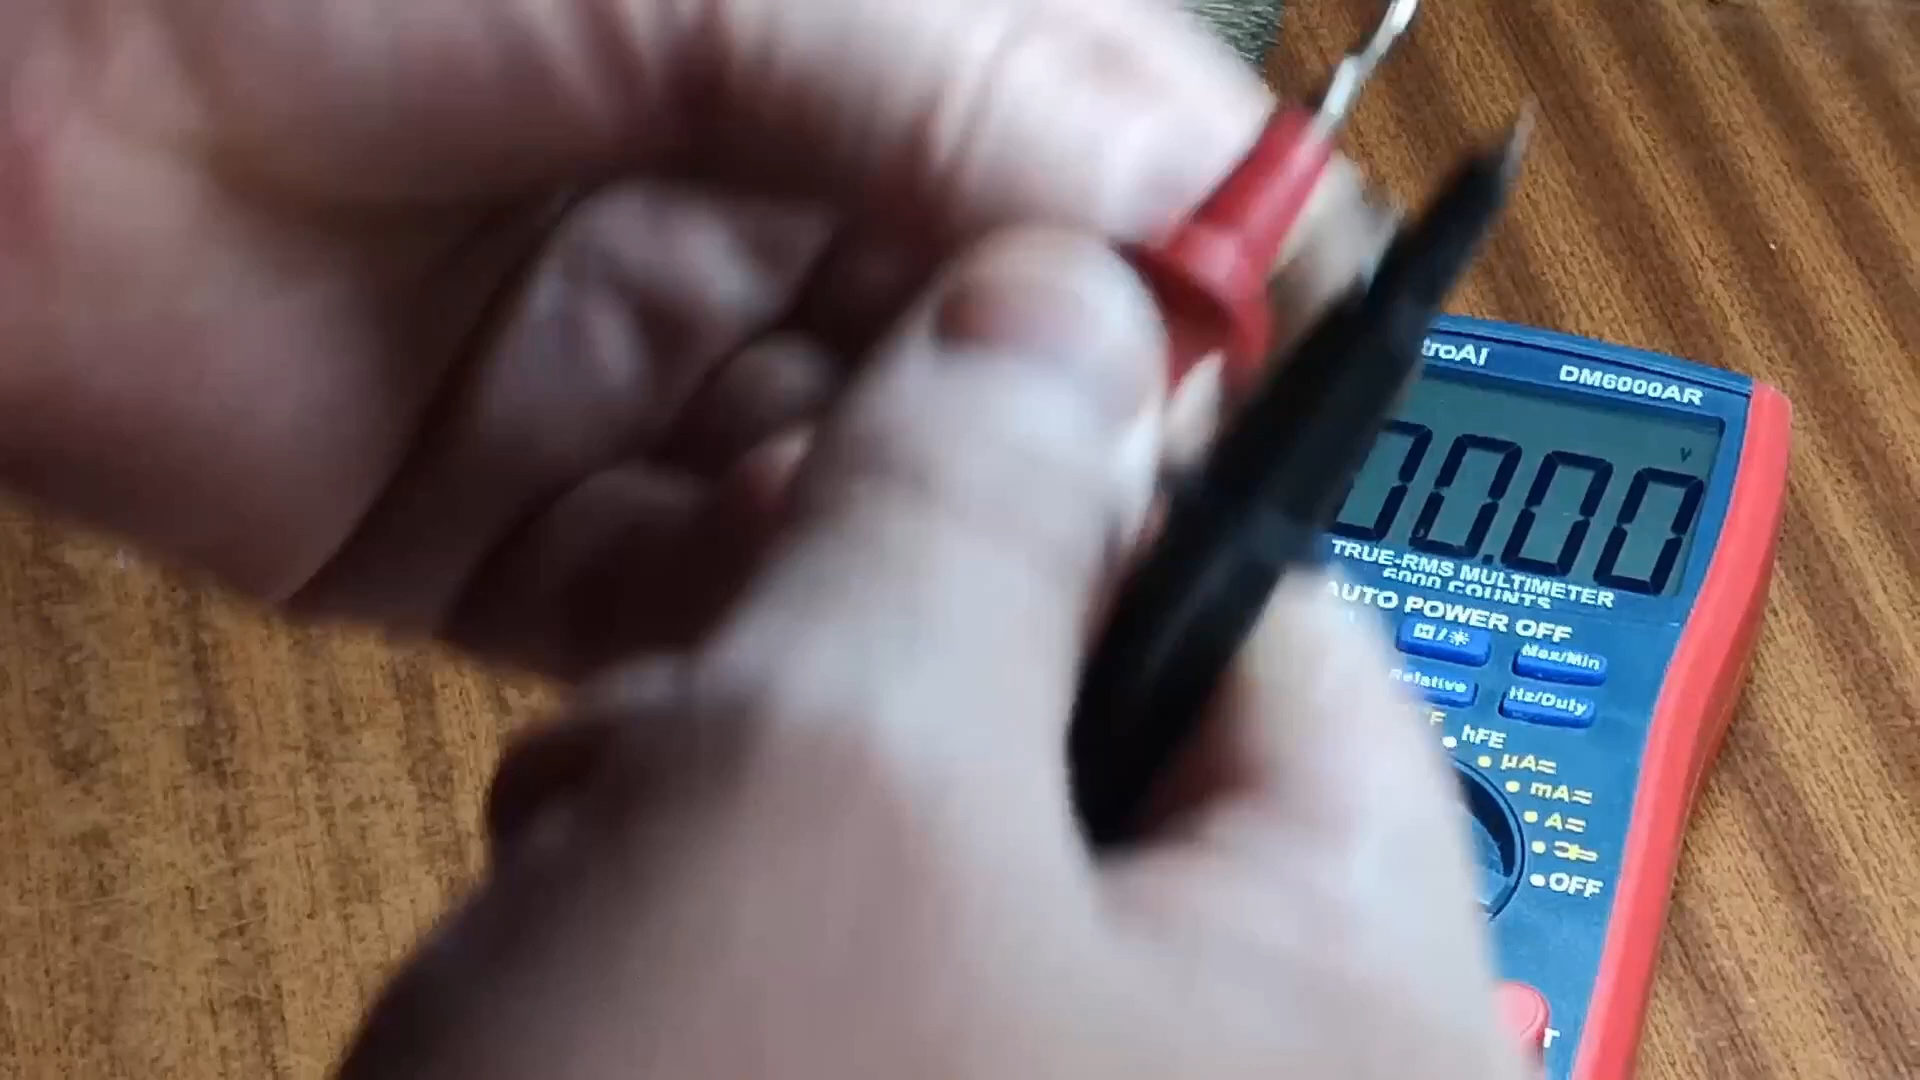 troAI
DM6000AR
V
00.00
TRUE-RMS MULTIMETER
6000 COUNTS
AUTO POWER OFF
Max/Min
Relative
Hz/Duty
F
hFE
µA
mA
A
OFF
T